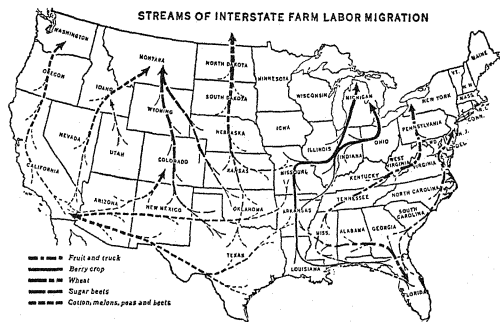 STREAMS OF INTERSTATE FARM LABOR MIGRATION
WASHINGTON
MONTANA
NORTH DAKOTA
MINNESOTA
MAINE
VT.
N.H.
OREGON
IDAHO
SOUTH DAKOTA
WISCONSIN
MICHIGAN
NEW YORK
MASS.
CONN.
WYOMING
IOWA
PENNSYLVANIA
N.J.
NEVADA
NEBRASKA
ILLINOIS
INDIANA
OHIO
DEL.
UTAH
COLORADO
WEST VIRGINIA
VIRGINIA
CALIFORNIA
KANSAS
MISSOURI
KENTUCKY
NORTH CAROLINA
TENNESSEE
ARIZONA
NEW MEXICO
OKLAHOMA
ARKANSAS
SOUTH CAROLINA
MISS.
ALABAMA
GEORGIA
TEXAS
LOUISIANA
FLORIDA
Fruit and truck
Berry crop
Wheat
Sugar beets
Cotton, melons, peas and beets